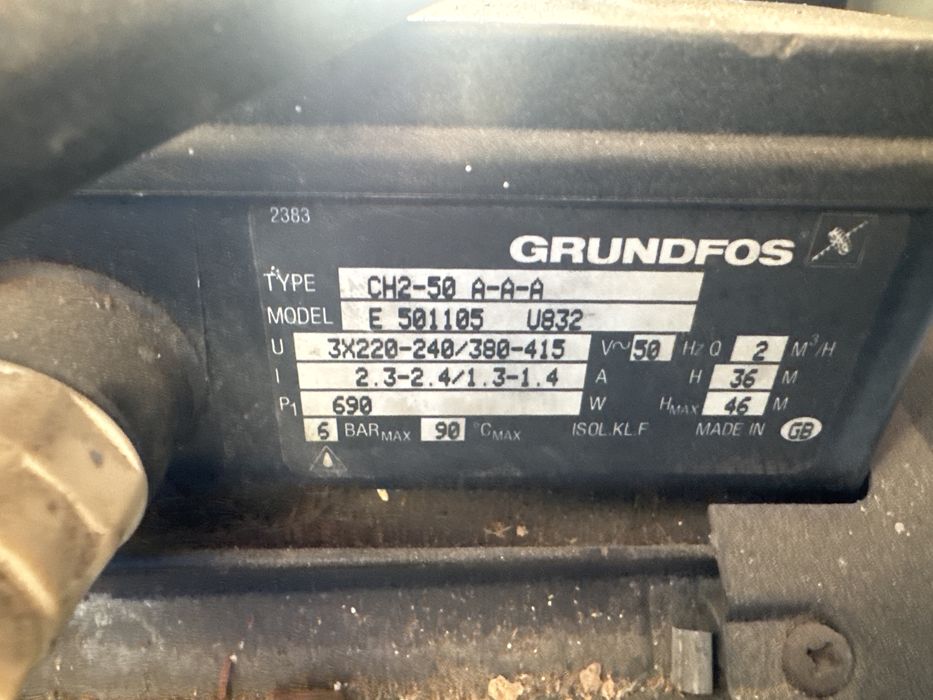 2383
GRUNDFOS
TYPE CH2-50 A-A-A
MODEL E 501105 U832
U 3X220-240/380-415 V~ 50 Hz Q 2 M³/H
I 2.3-2.4/1.3-1.4 A H 36 M
P1 690 W HMAX 46 M
6 BARMAX 90 °CMAX ISOL.KL.F MADE IN GB